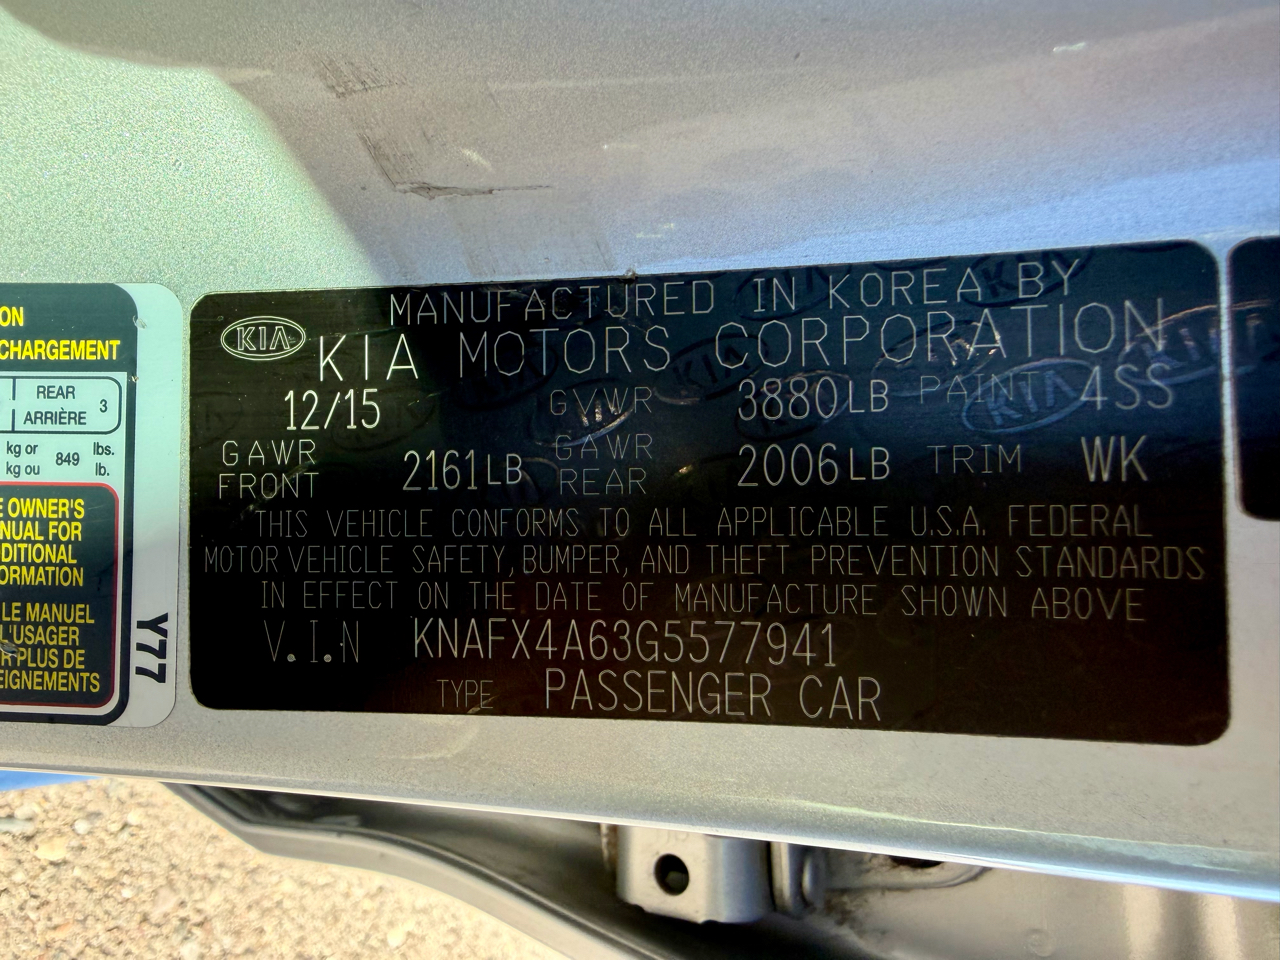 ON
CHARGEMENT
REAR
ARRIÈRE 3
kg or 849 lbs.
kg ou lb.
OWNER'S
NUAL FOR
DITIONAL
ORMATION
LE MANUEL
L'USAGER
R PLUS DE
EIGNEMENTS
Y77
MANUFACTURED IN KOREA BY
KIA KIA MOTORS CORPORATION
12/15 GVWR 3880LB PAINT 4SS
GAWR FRONT 2161LB GAWR REAR 2006LB TRIM WK
THIS VEHICLE CONFORMS TO ALL APPLICABLE U.S.A. FEDERAL
MOTOR VEHICLE SAFETY, BUMPER, AND THEFT PREVENTION STANDARDS
IN EFFECT ON THE DATE OF MANUFACTURE SHOWN ABOVE
V.I.N KNAFX4A63G5577941
TYPE PASSENGER CAR